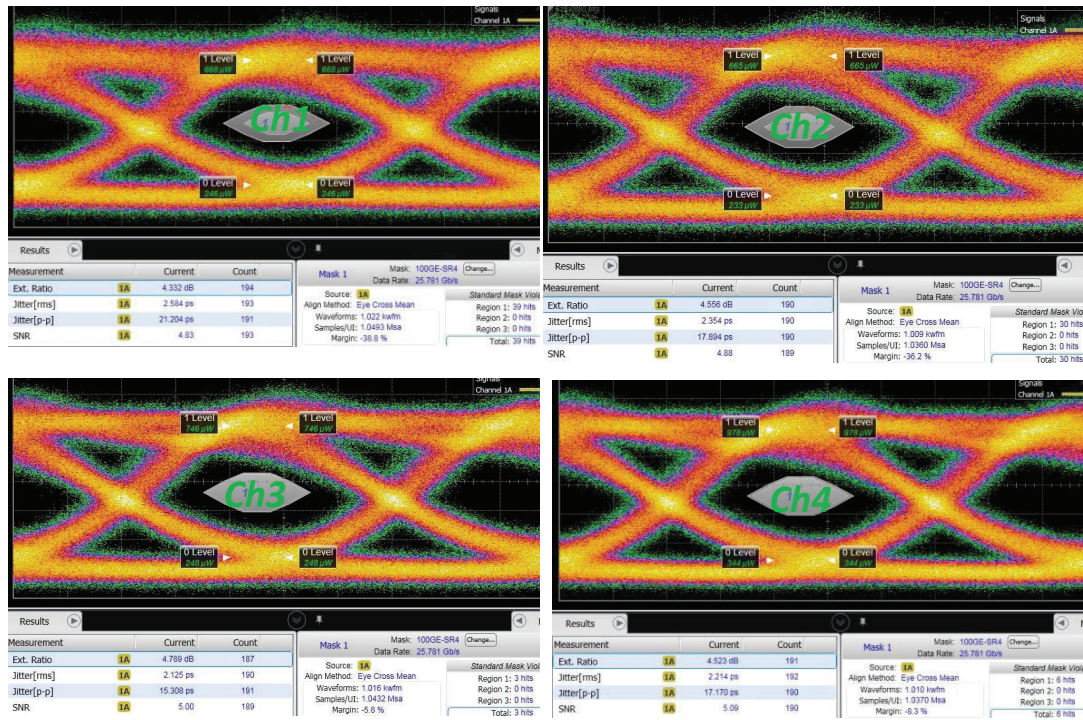 Signals
Channel 1A
1 Level
668 µW
1 Level
668 µW
Ch1
0 Level
246 µW
0 Level
246 µW
Results
Measurement Current Count
Ext. Ratio 1A 4.332 dB 194
Jitter[rms] 1A 2.584 ps 193
Jitter[p-p] 1A 21.204 ps 191
SNR 1A 4.83 193
Mask 1
Mask: 100GE-SR4 Change...
Data Rate: 25.781 Gb/s
Source: 1A
Align Method: Eye Cross Mean
Waveforms: 1.022 kwfm
Samples/UI: 1.0493 Msa
Margin: -38.8 %
Standard Mask Viol
Region 1: 39 hits
Region 2: 0 hits
Region 3: 0 hits
Total: 39 hits
Signals
Channel 1A
1 Level
665 µW
1 Level
665 µW
Ch2
0 Level
233 µW
0 Level
233 µW
Results
Measurement Current Count
Ext. Ratio 1A 4.556 dB 190
Jitter[rms] 1A 2.354 ps 190
Jitter[p-p] 1A 17.894 ps 190
SNR 1A 4.88 189
Mask 1
Mask: 100GE-SR4 Change...
Data Rate: 25.781 Gb/s
Source: 1A
Align Method: Eye Cross Mean
Waveforms: 1.009 kwfm
Samples/UI: 1.0360 Msa
Margin: -36.2 %
Standard Mask Viola
Region 1: 30 hits
Region 2: 0 hits
Region 3: 0 hits
Total: 30 hits
Signals
Channel 1A
1 Level
746 µW
1 Level
746 µW
Ch3
0 Level
248 µW
0 Level
248 µW
Results
Measurement Current Count
Ext. Ratio 1A 4.789 dB 187
Jitter[rms] 1A 2.125 ps 190
Jitter[p-p] 1A 15.308 ps 191
SNR 1A 5.00 189
Mask 1
Mask: 100GE-SR4 Change...
Data Rate: 25.781 Gb/s
Source: 1A
Align Method: Eye Cross Mean
Waveforms: 1.016 kwfm
Samples/UI: 1.0432 Msa
Margin: -5.8 %
Standard Mask Viol
Region 1: 3 hits
Region 2: 0 hits
Region 3: 0 hits
Total: 3 hits
Signals
Channel 1A
1 Level
978 µW
1 Level
978 µW
Ch4
0 Level
344 µW
0 Level
344 µW
Results
Measurement Current Count
Ext. Ratio 1A 4.523 dB 191
Jitter[rms] 1A 2.214 ps 192
Jitter[p-p] 1A 17.170 ps 190
SNR 1A 5.09 190
Mask 1
Mask: 100GE-SR4 Change...
Data Rate: 25.781 Gb/s
Source: 1A
Align Method: Eye Cross Mean
Waveforms: 1.010 kwfm
Samples/UI: 1.0370 Msa
Margin: -8.3 %
Standard Mask Viola
Region 1: 6 hits
Region 2: 0 hits
Region 3: 0 hits
Total: 6 hits